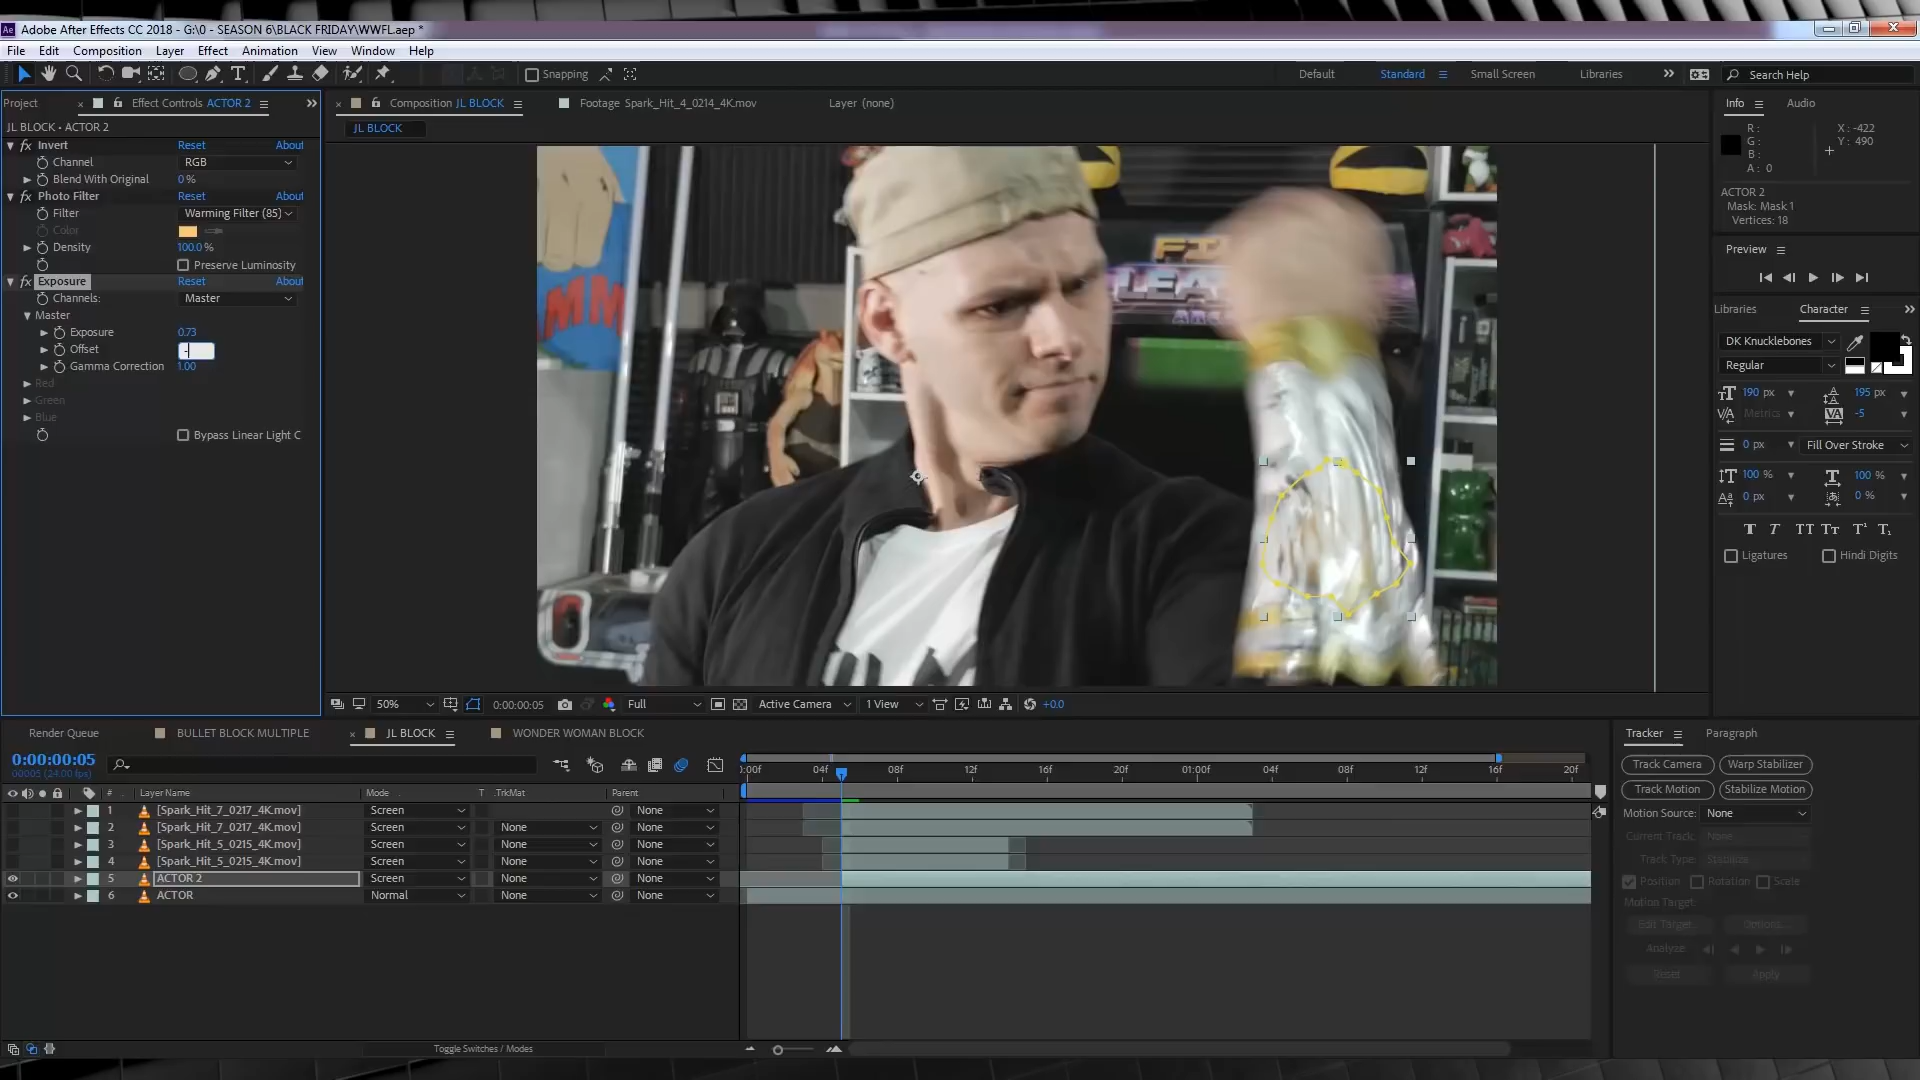 Adobe After Effects CC 2018 - G:\0 - SEASON 6\BLACK FRIDAY\WWFL.aep *
File Edit Composition Layer Effect Animation View Window Help
Snapping Default Standard Small Screen Libraries Search Help
Project Effect Controls ACTOR 2 Composition JL BLOCK Footage Spark_Hit_4_0214_4K.mov Layer (none) Info Audio
JL BLOCK • ACTOR 2
JL BLOCK
Invert Reset About
Channel RGB
Blend With Original 0 %
Photo Filter Reset About
Filter Warming Filter (85)
Color
Density 100.0 %
Preserve Luminosity
Exposure Reset About
Channels: Master
Master
Exposure 0.73
Offset -
Gamma Correction 1.00
Red
Green
Blue
Bypass Linear Light C
R :
G :
B :
A : 0
X : -422
Y : 490
ACTOR 2
Mask: Mask 1
Vertices: 18
Preview
Libraries Character
DK Knucklebones
Regular
190 px 195 px
Metrics -5
0 px Fill Over Stroke
100 % 100 %
0 px 0 %
Ligatures Hindi Digits
50% 0:00:00:05 Full Active Camera 1 View +0.0
Render Queue BULLET BLOCK MULTIPLE JL BLOCK WONDER WOMAN BLOCK
0:00:00:05
00005 (24.00 fps)
# Layer Name Mode T .TrkMat Parent
1 [Spark_Hit_7_0217_4K.mov] Screen None
2 [Spark_Hit_7_0217_4K.mov] Screen None None
3 [Spark_Hit_5_0215_4K.mov] Screen None None
4 [Spark_Hit_5_0215_4K.mov] Screen None None
5 ACTOR 2 Screen None None
6 ACTOR Normal None None
:00f 04f 08f 12f 16f 01:00f 04f 08f 12f 16f 20f
Toggle Switches / Modes
Tracker Paragraph
Track Camera Warp Stabilizer
Track Motion Stabilize Motion
Motion Source: None
Current Track: None
Track Type: Stabilize
Position Rotation Scale
Motion Target:
Edit Target... Options...
Analyze:
Reset Apply